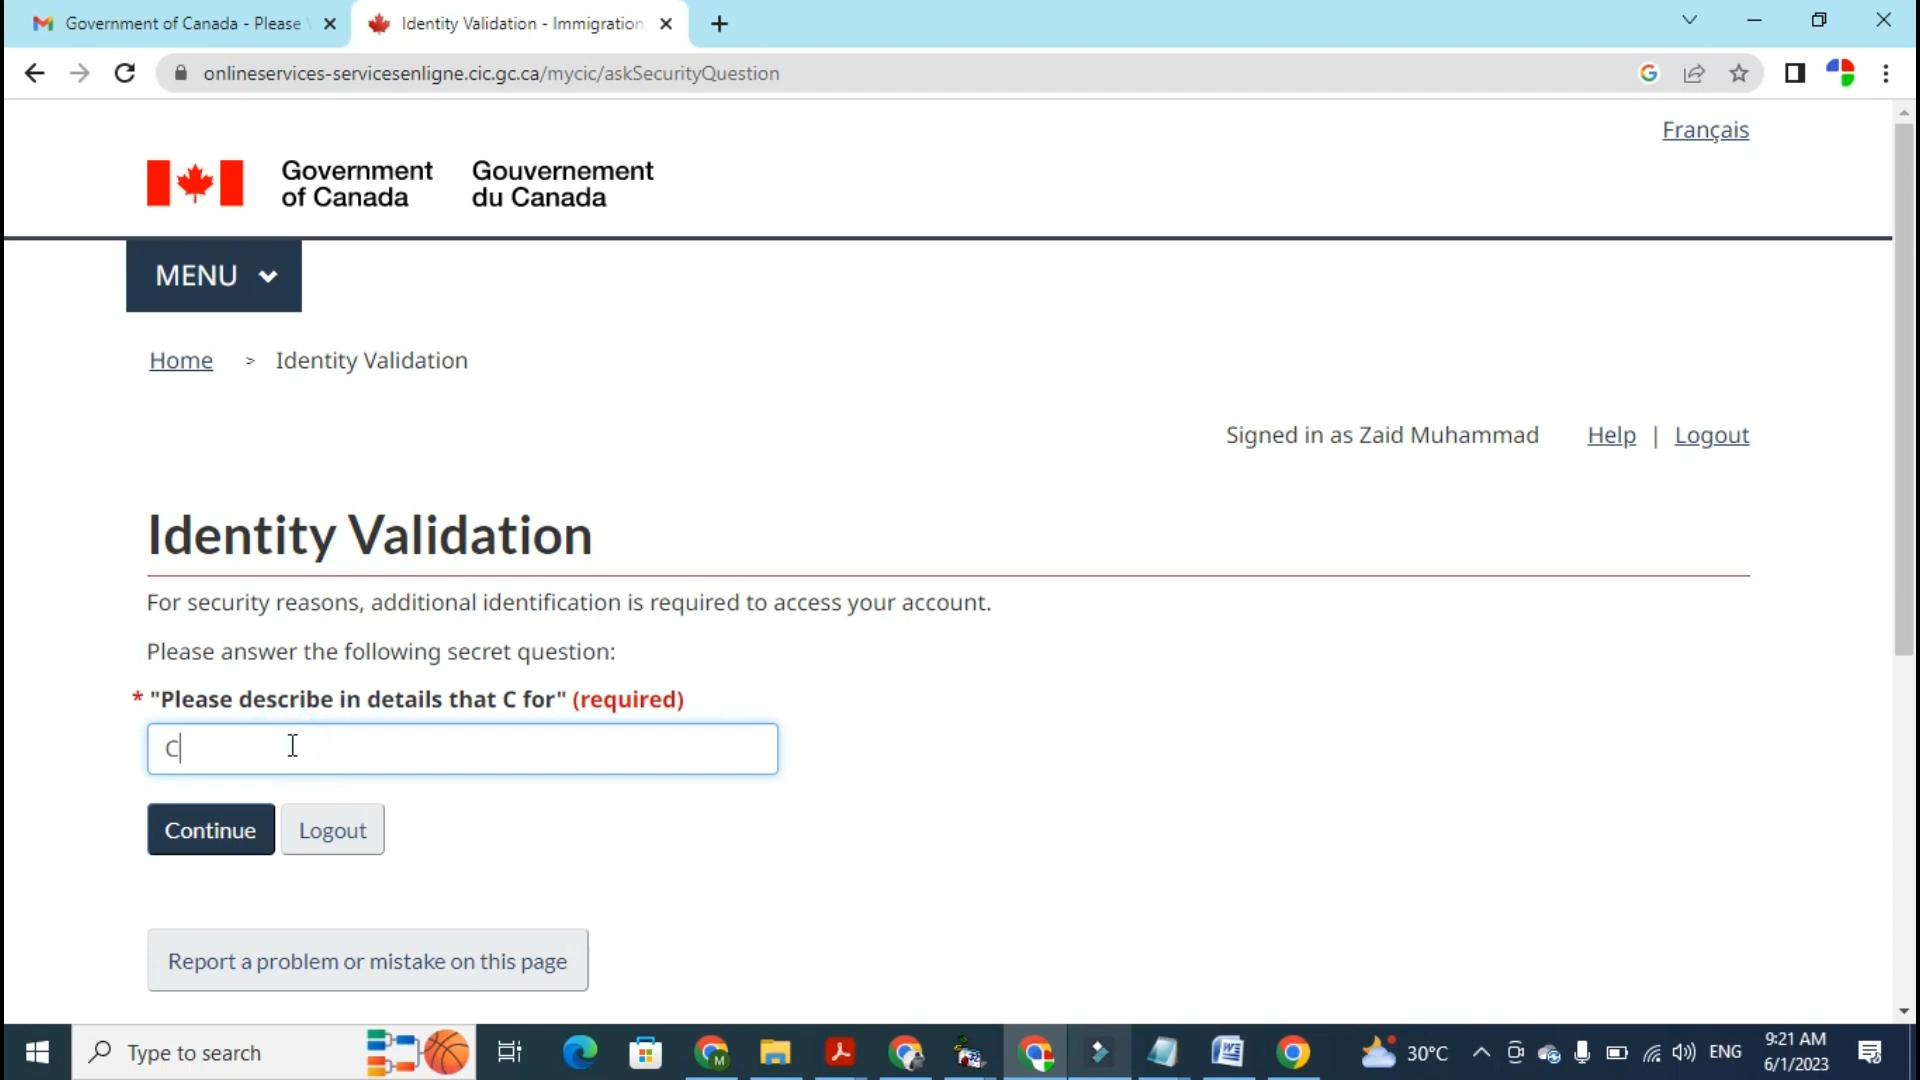 Government of Canada - Please
Identity Validation - Immigration,
onlineservices-servicesenligne.cic.gc.ca/mycic/askSecurityQuestion
Français
Government of Canada
Gouvernement du Canada
MENU
Home > Identity Validation
Signed in as Zaid Muhammad Help | Logout
Identity Validation
For security reasons, additional identification is required to access your account.
Please answer the following secret question:
* "Please describe in details that C for" (required)
C
Continue Logout
Report a problem or mistake on this page
Type to search
30°C
ENG
9:21 AM
6/1/2023